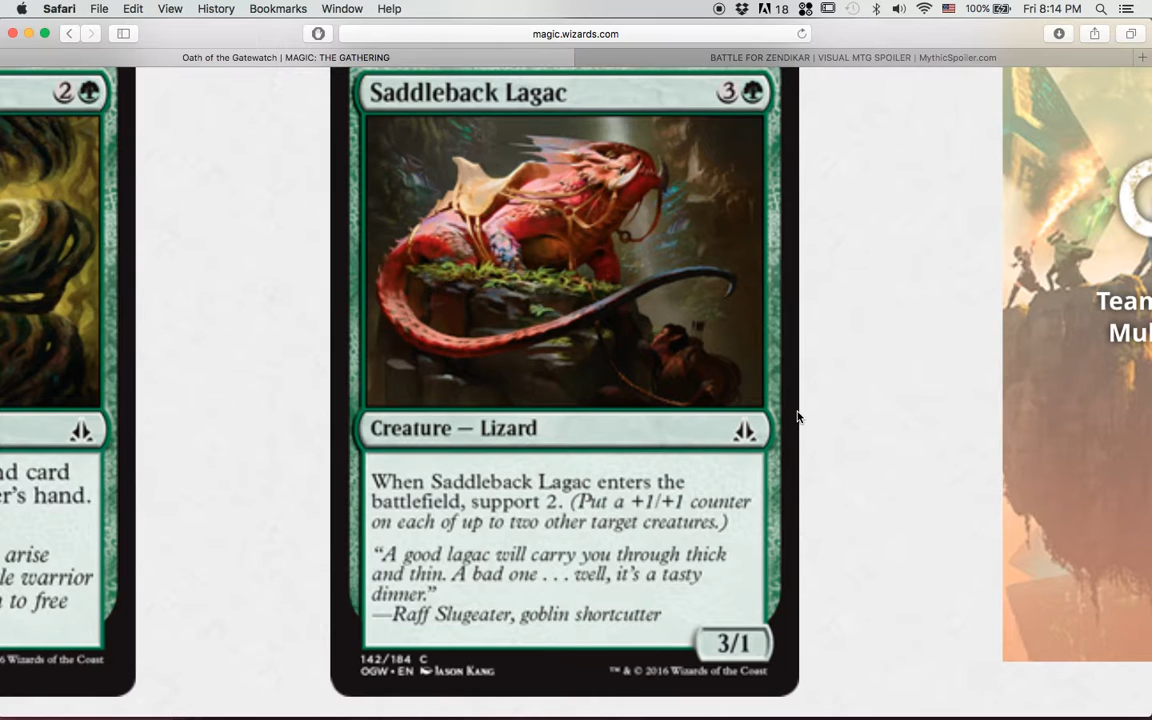 Safari File Edit View History Bookmarks Window Help 18 100% Fri 8:14 PM
magic.wizards.com
Oath of the Gatewatch | MAGIC: THE GATHERING BATTLE FOR ZENDIKAR | VISUAL MTG SPOILER | MythicSpoiler.com
2
nd card
er's hand.
arise
le warrior
n to free
6 Wizards of the Coast
Saddleback Lagac 3
Creature — Lizard
When Saddleback Lagac enters the
battlefield, support 2. (Put a +1/+1 counter
on each of up to two other target creatures.)
"A good lagac will carry you through thick
and thin. A bad one . . . well, it's a tasty
dinner."
—Raff Slugeater, goblin shortcutter
3/1
142/184 C
OGW • EN Jason Kang ™ & © 2016 Wizards of the Coast
Team
Mul